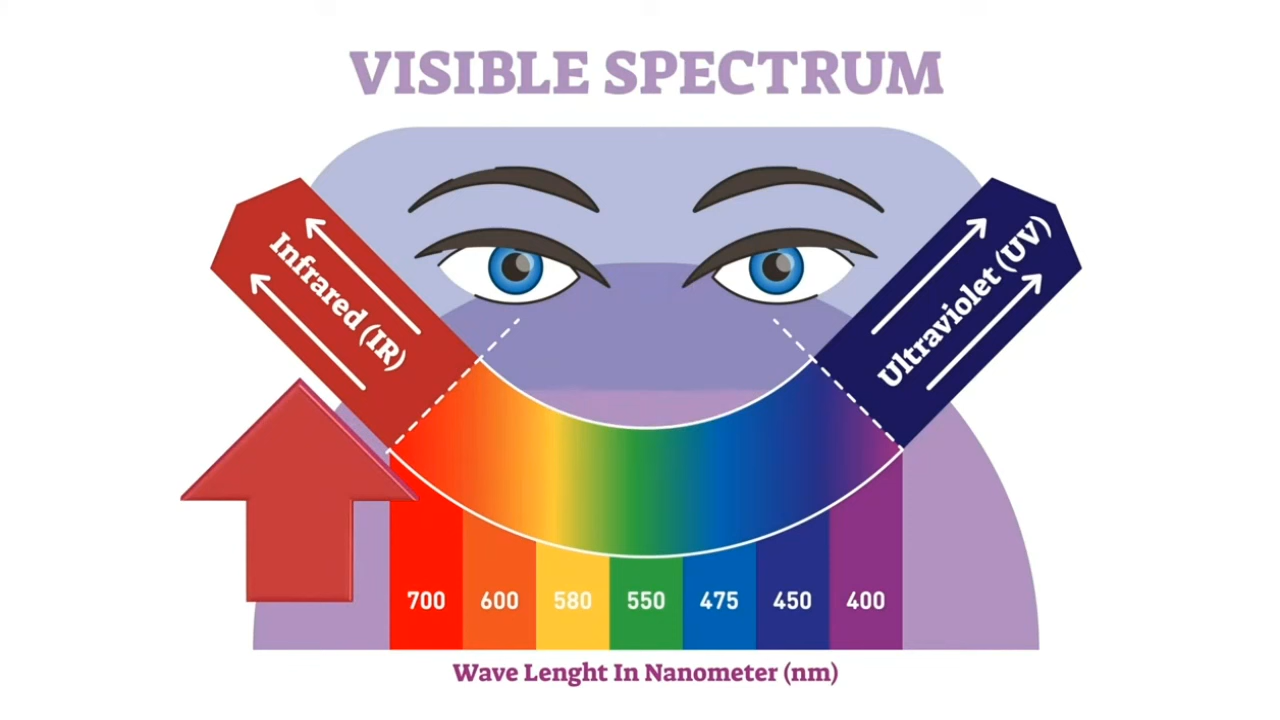 VISIBLE SPECTRUM
Infrared (IR)
Ultraviolet (UV)
700 600 580 550 475 450 400
Wave Lenght In Nanometer (nm)